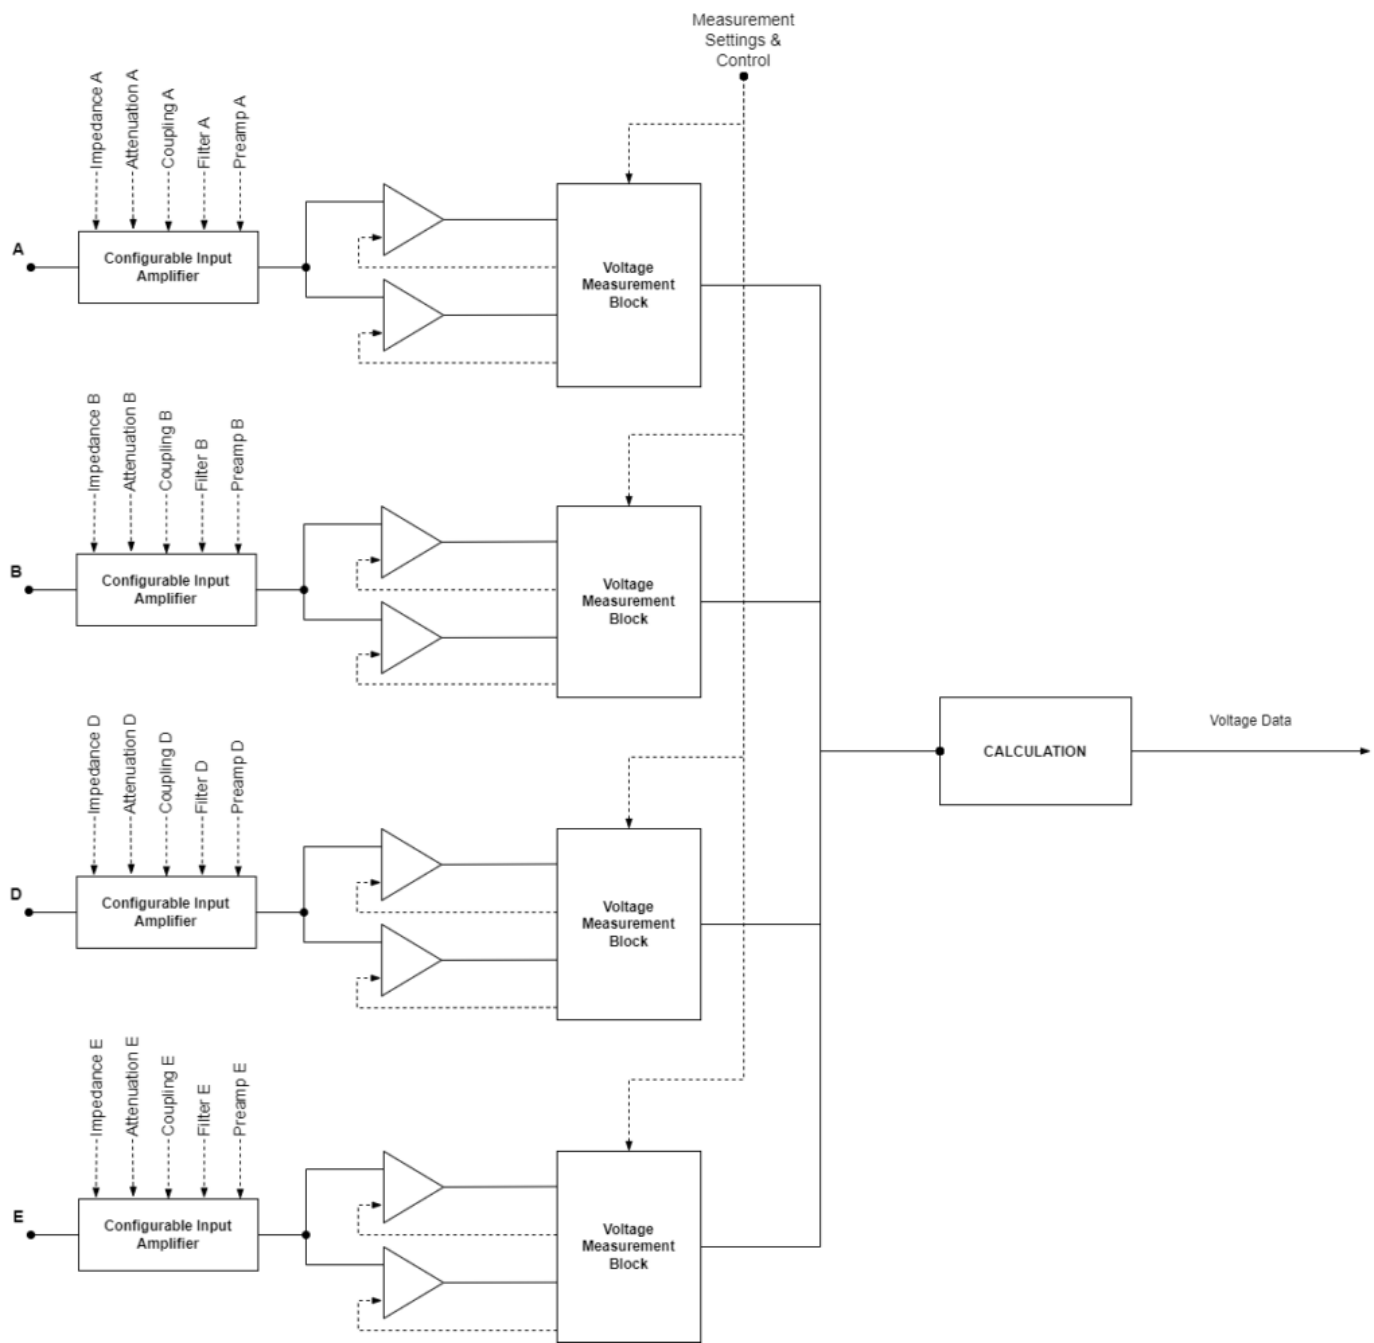 Measurement
Settings &
Control
Impedance A
Attenuation A
Coupling A
Filter A
Preamp A
A
Configurable Input
Amplifier
Voltage
Measurement
Block
Impedance B
Attenuation B
Coupling B
Filter B
Preamp B
B
Configurable Input
Amplifier
Voltage
Measurement
Block
Impedance D
Attenuation D
Coupling D
Filter D
Preamp D
D
Configurable Input
Amplifier
Voltage
Measurement
Block
CALCULATION
Voltage Data
Impedance E
Attenuation E
Coupling E
Filter E
Preamp E
E
Configurable Input
Amplifier
Voltage
Measurement
Block